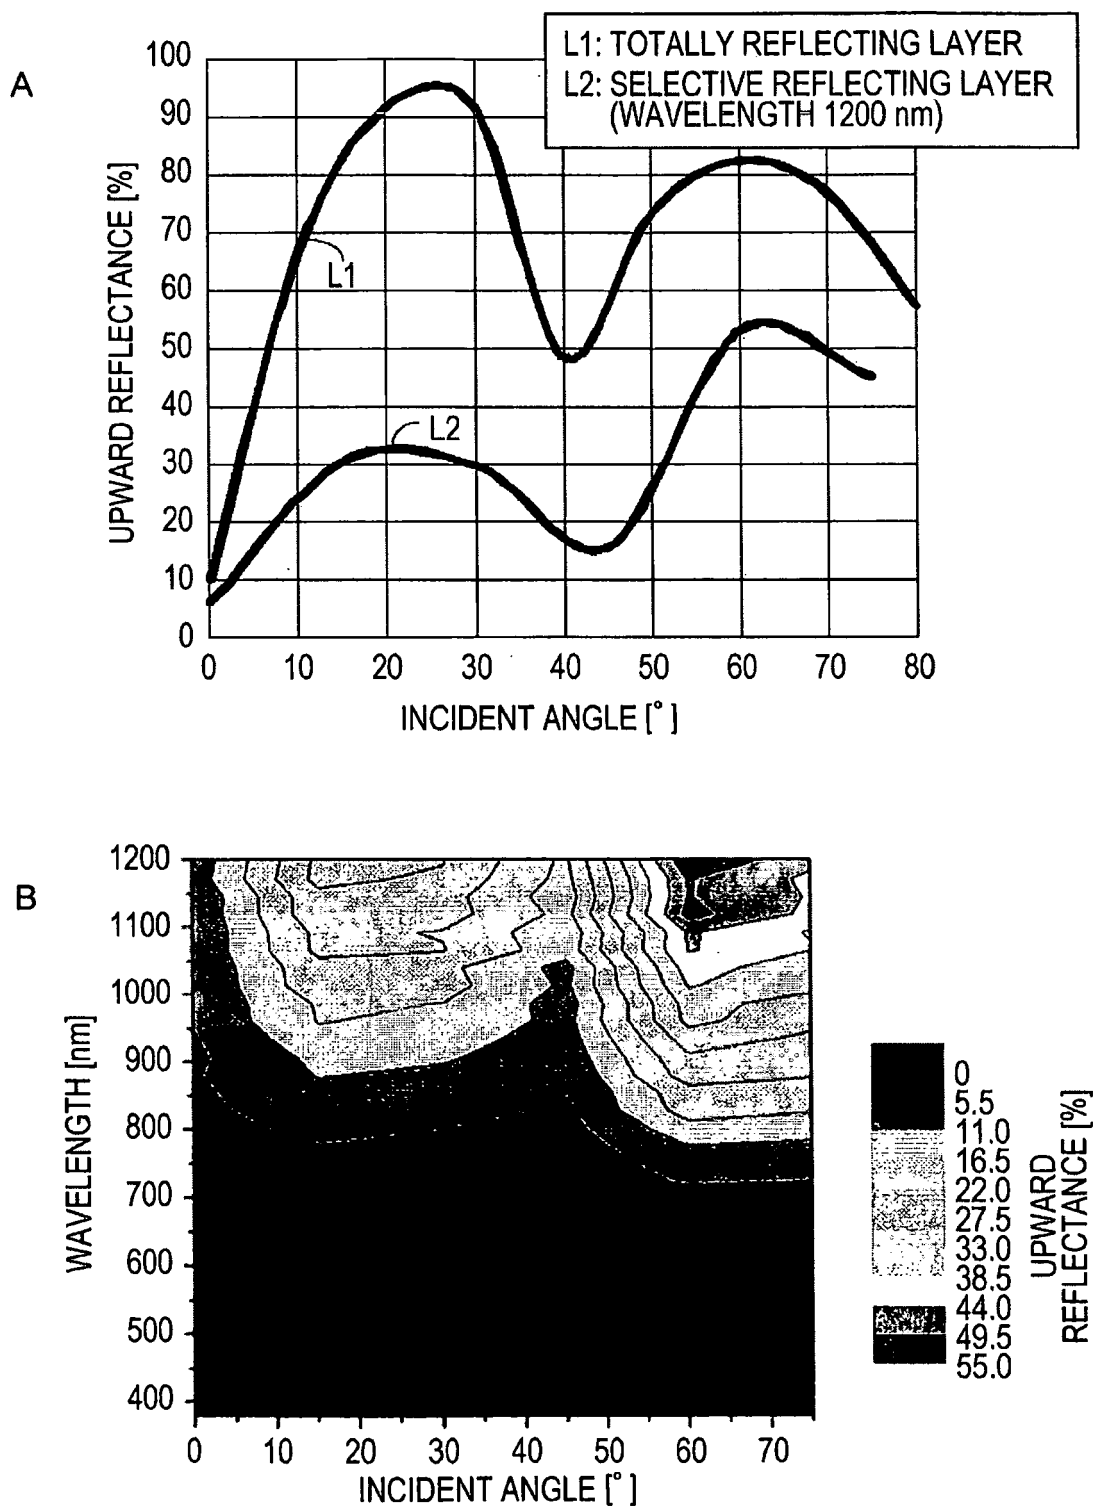 L1: TOTALLY REFLECTING LAYER
L2: SELECTIVE REFLECTING LAYER
(WAVELENGTH 1200 nm)
A
UPWARD REFLECTANCE [%]
100
90
80
70
60
50
40
30
20
10
0
L1
L2
0 10 20 30 40 50 60 70 80
INCIDENT ANGLE [°]
B
WAVELENGTH [nm]
1200
1100
1000
900
800
700
600
500
400
0 10 20 30 40 50 60 70
INCIDENT ANGLE [°]
0
5.5
11.0
16.5
22.0
27.5
33.0
38.5
44.0
49.5
55.0
UPWARD
REFLECTANCE [%]